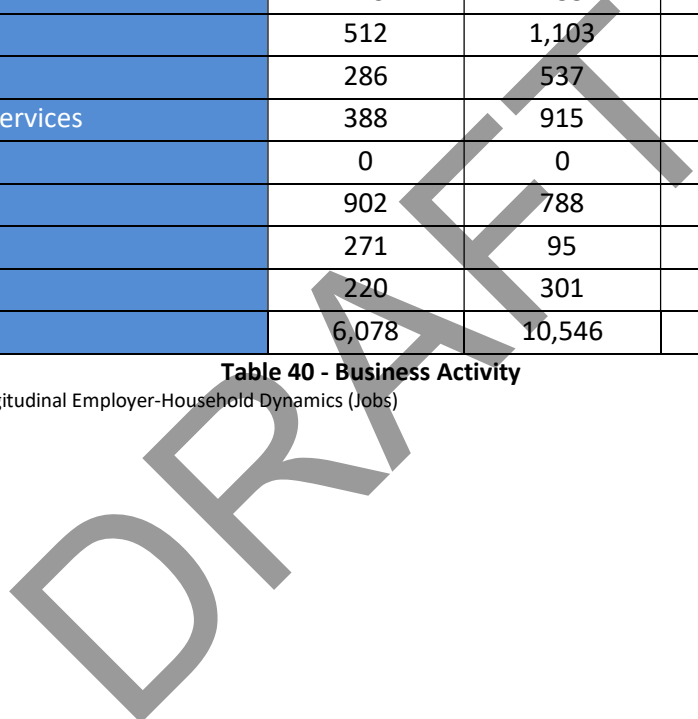 512 1,103
286 537
ervices 388 915
0 0
902 788
271 95
220 301
6,078 10,546
Table 40 - Business Activity
gitudinal Employer-Household Dynamics (Jobs)
DRAFT